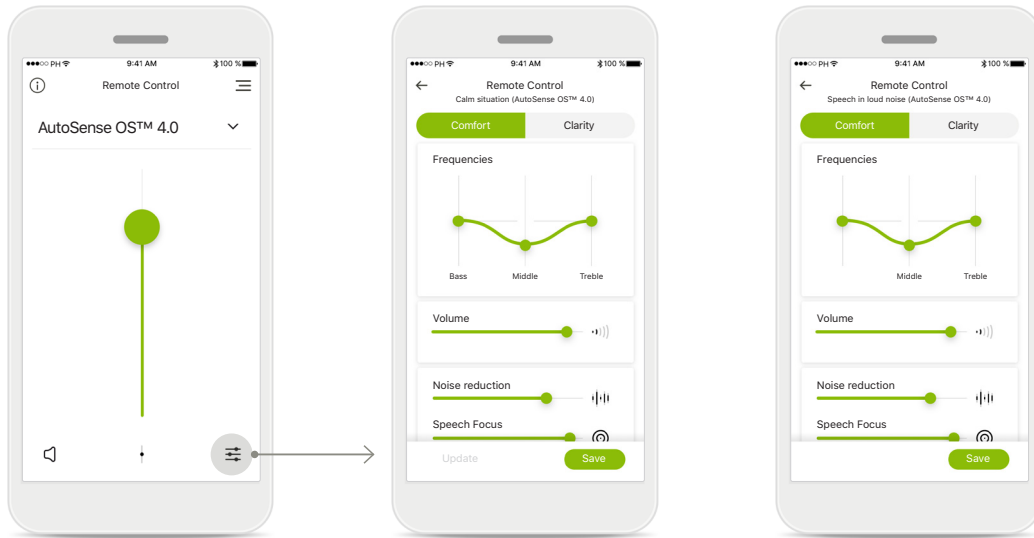 PH 9:41 AM 100 %
Remote Control
AutoSense OS™ 4.0
PH 9:41 AM 100 %
Remote Control
Calm situation (AutoSense OS™ 4.0)
Comfort Clarity
Frequencies
Bass Middle Treble
Volume
Noise reduction
Speech Focus
Update Save
PH 9:41 AM 100 %
Remote Control
Speech in loud noise (AutoSense OS™ 4.0)
Comfort Clarity
Frequencies
Middle Treble
Volume
Noise reduction
Speech Focus
Save